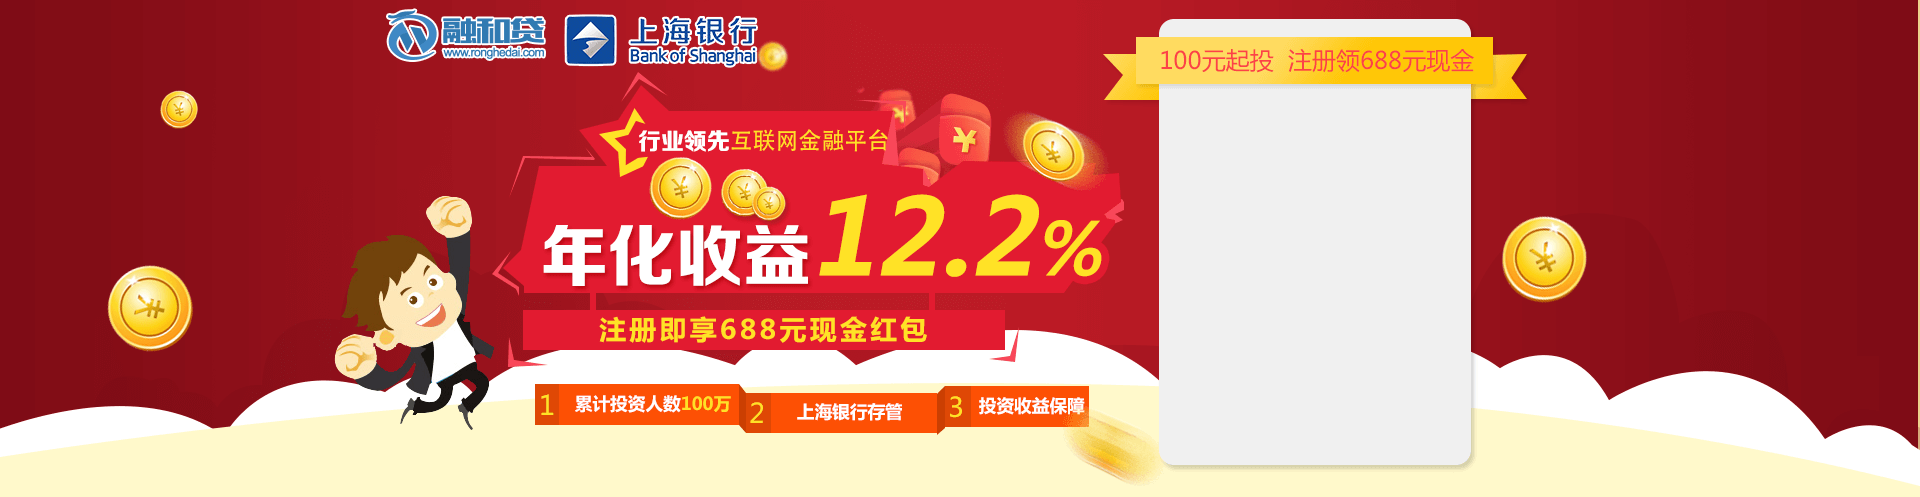 融和贷
www.ronghedai.com
上海银行
Bank of Shanghai
100元起投 注册领688元现金
行业领先互联网金融平台
年化收益12.2%
注册即享688元现金红包
1 累计投资人数100万
2 上海银行存管
3 投资收益保障